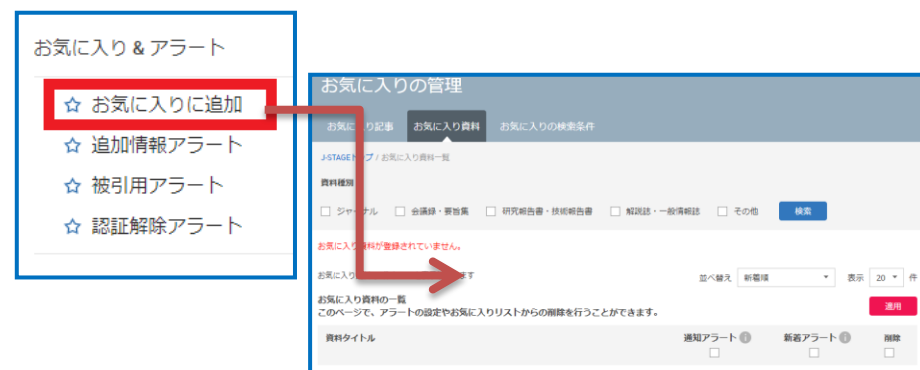 お気に入り & アラート
☆ お気に入りに追加
☆ 追加情報アラート
☆ 被引用アラート
☆ 認証解除アラート
お気に入りの管理
お気に入り記事 お気に入り資料 お気に入りの検索条件
J-STAGEトップ / お気に入り資料一覧
資料種別
ジャーナル 会議録・要旨集 研究報告書・技術報告書 解説誌・一般情報誌 その他 検索
お気に入り資料が登録されていません。
お気に入り ます 並べ替え 新着順 表示 20 件
お気に入り資料の一覧
このページで、アラートの設定やお気に入りリストからの削除を行うことができます。 適用
資料タイトル 通知アラート 新着アラート 削除